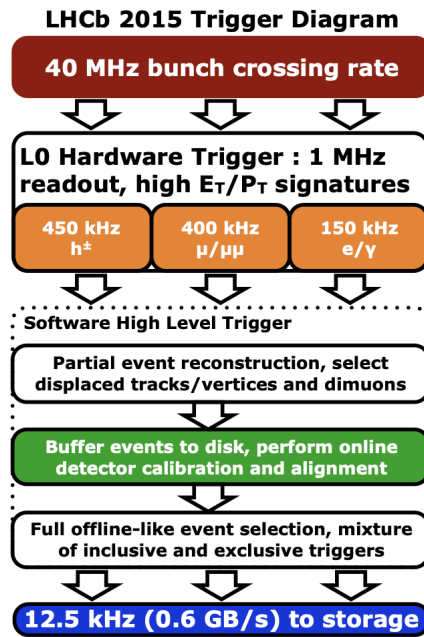 LHCb 2015 Trigger Diagram
40 MHz bunch crossing rate
L0 Hardware Trigger : 1 MHz
readout, high E_T/P_T signatures
450 kHz
h±
400 kHz
μ/μμ
150 kHz
e/γ
Software High Level Trigger
Partial event reconstruction, select
displaced tracks/vertices and dimuons
Buffer events to disk, perform online
detector calibration and alignment
Full offline-like event selection, mixture
of inclusive and exclusive triggers
12.5 kHz (0.6 GB/s) to storage